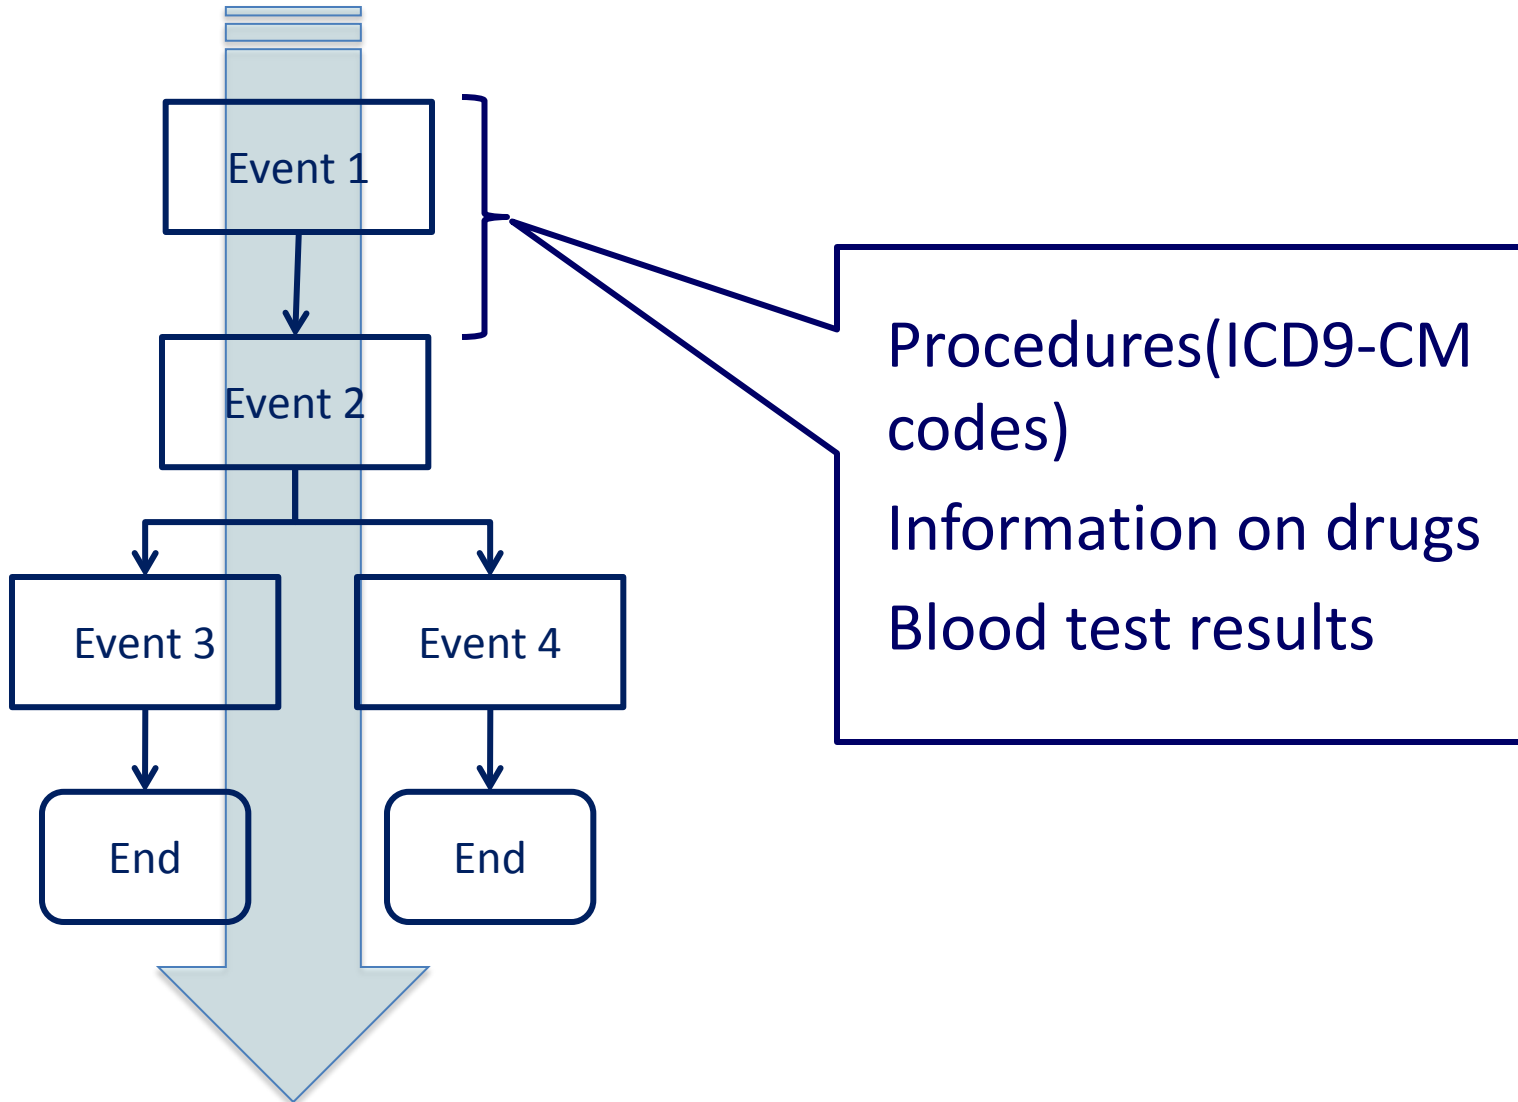 Event 1
Event 2
Event 3
Event 4
End
End
Procedures(ICD9-CM
codes)
Information on drugs
Blood test results